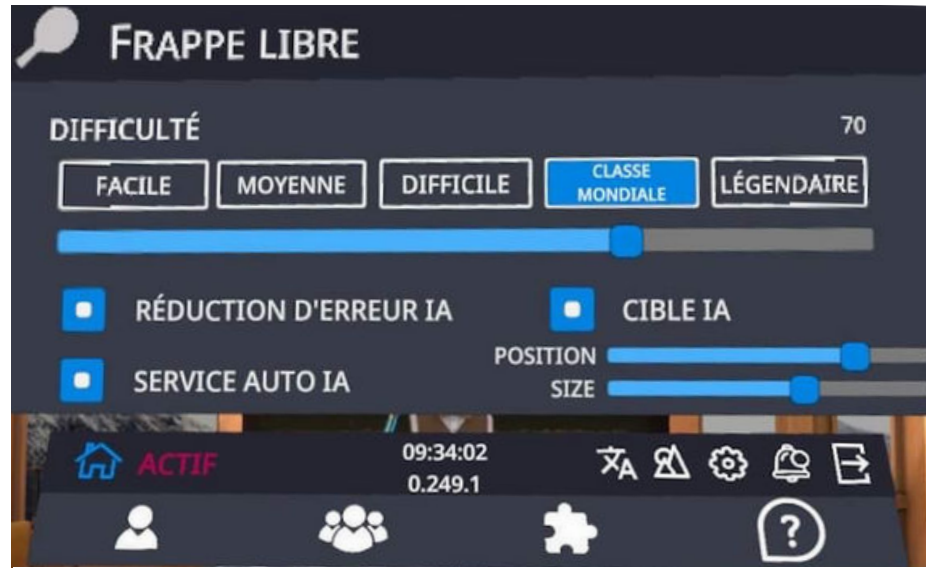 FRAPPE LIBRE
DIFFICULTÉ 70
FACILE MOYENNE DIFFICILE CLASSE MONDIALE LÉGENDAIRE
RÉDUCTION D'ERREUR IA CIBLE IA
POSITION
SERVICE AUTO IA SIZE
ACTIF 09:34:02
0.249.1